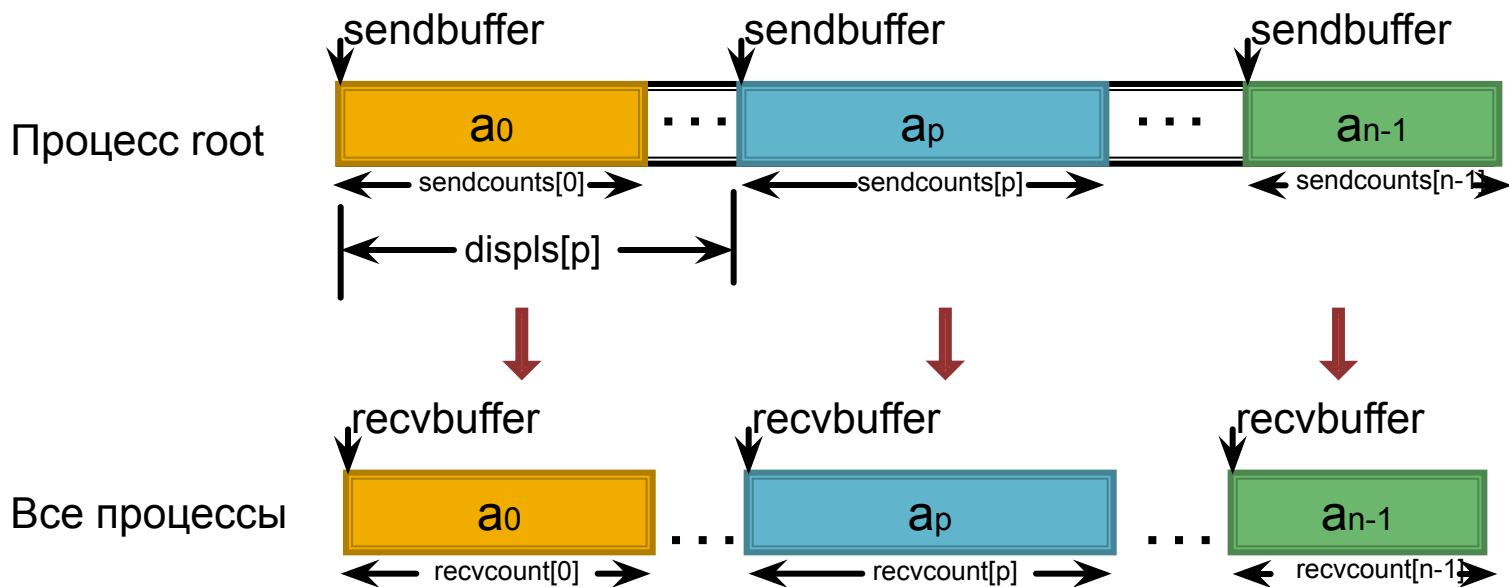 sendbuffer sendbuffer sendbuffer
Процесс root a0 ... ap ... an-1
sendcounts[0] sendcounts[p] sendcounts[n-1]
displs[p]
recvbuffer recvbuffer recvbuffer
Все процессы a0 ... ap ... an-1
recvcount[0] recvcount[p] recvcount[n-1]